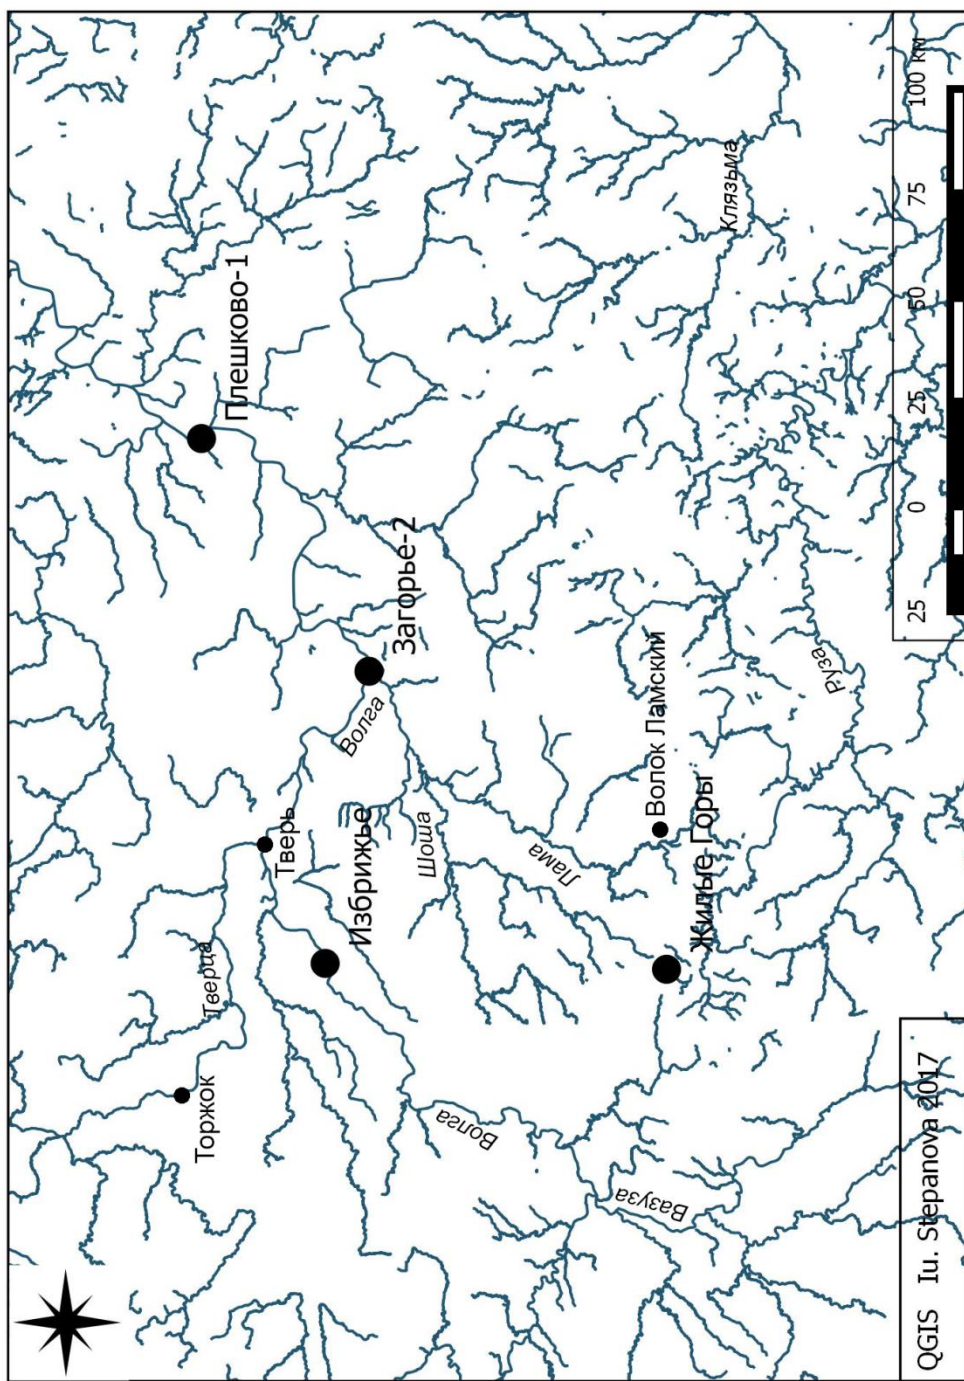 Торжок
Тверца
Тверь
Плешково-1
Избрижье
Волга
Загорье-2
Шоша
Волга
Лама
Волок Ламский
Жилые Горы
Клязьма
Вазуза
Руза
QGIS Iu. Stepanova 2017
25 0 25 50 75 100 км